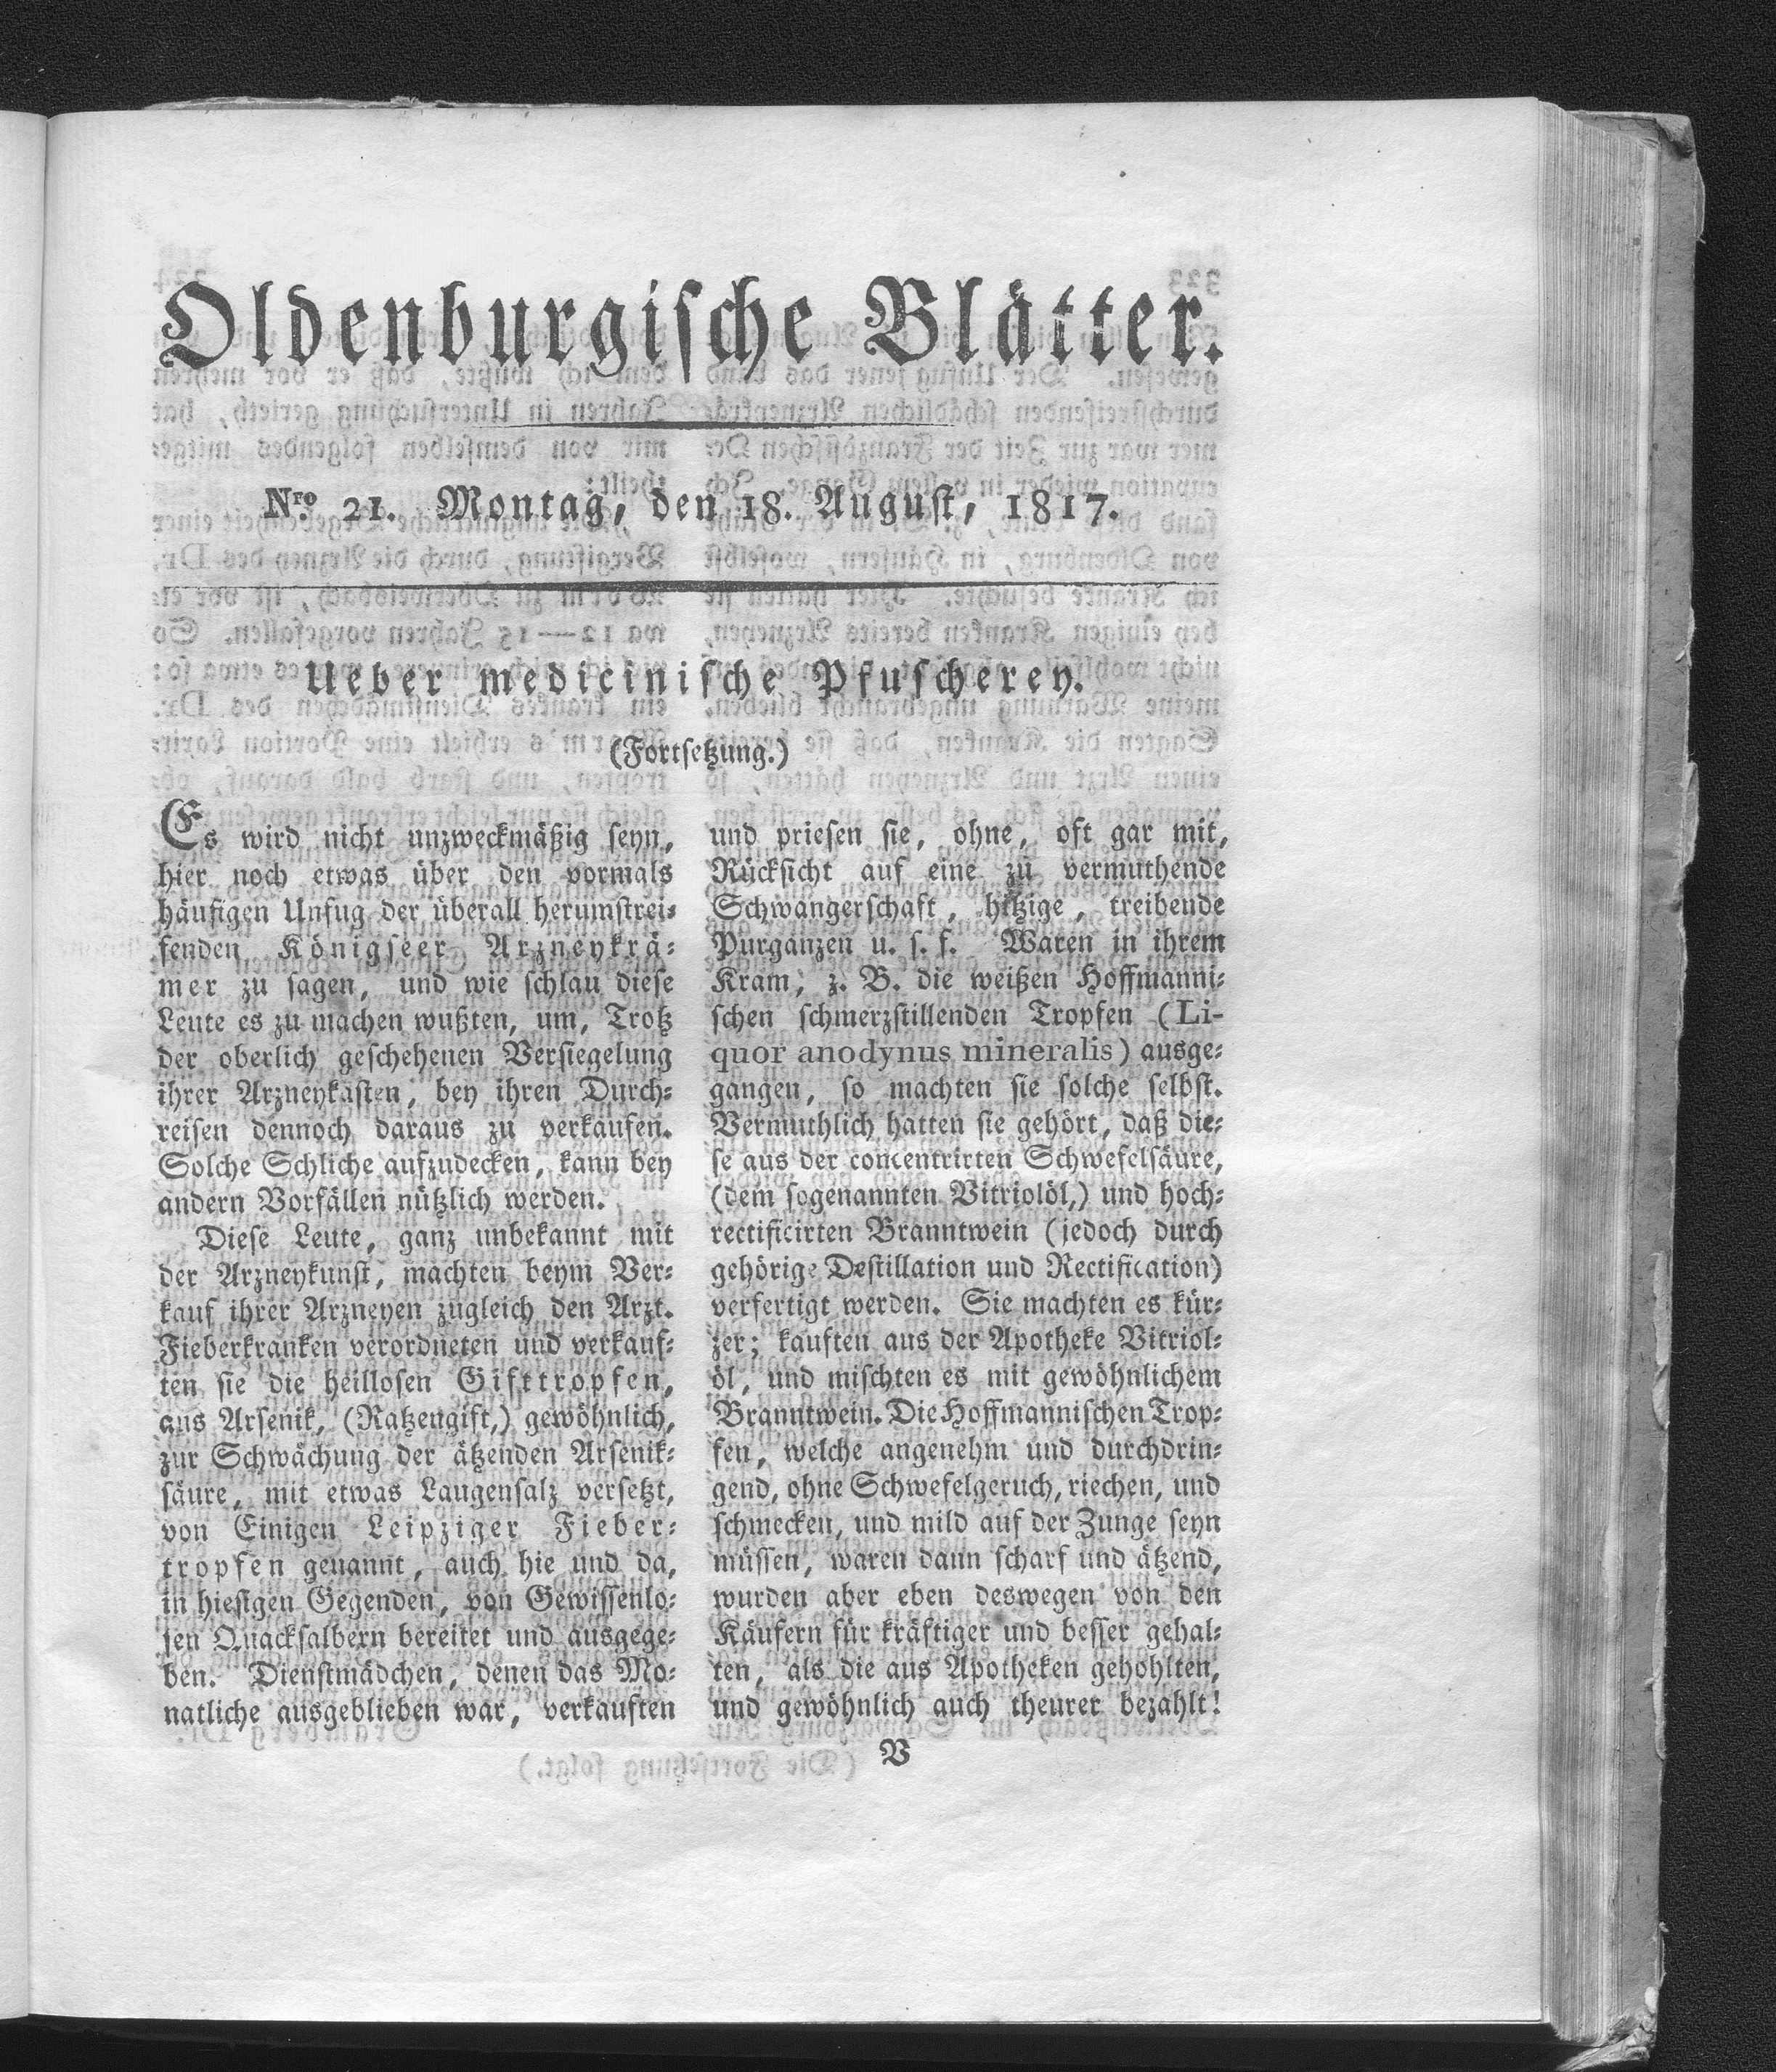 Oldenburgische Blätter.
Nro. 21. Montag, den 18. August, 1817.
Ueber medicinische Pfuscherey.
(Fortsetzung.)
Es wird nicht unzweckmäßig seyn,
hier noch etwas über den vormals
häufigen Unfug der überall herumstrei-
fenden Königseer Arzneykrä-
mer zu sagen, und wie schlau diese
Leute es zu machen wußten, um, Trotz
der oberlich geschehenen Versiegelung
ihrer Arzneykasten, bey ihren Durch-
reisen dennoch daraus zu verkaufen.
Solche Schliche aufzudecken, kann bey
andern Vorfällen nützlich werden.
Diese Leute, ganz unbekannt mit
der Arzneykunst, machten beym Ver-
kauf ihrer Arzneyen zugleich den Arzt.
Fieberkranken verordneten und verkauf-
ten sie die heillosen Gifttropfen,
aus Arsenik, (Ratzengift,) gewöhnlich,
zur Schwächung der ätzenden Arsenik-
säure, mit etwas Laugensalz versetzt,
von Einigen Leipziger Fieber-
tropfen genannt, auch hie und da,
in hiesigen Gegenden, von Gewissenlo-
sen Quacksalbern bereitet und ausgege-
ben. Dienstmädchen, denen das Mo-
natliche ausgeblieben war, verkauften
und priesen sie, ohne, oft gar mit,
Rücksicht auf eine zu vermuthende
Schwangerschaft, hitzige, treibende
Purganzen u. s. f. Waren in ihrem
Kram, z. B. die weißen Hoffmanni-
schen schmerzstillenden Tropfen (Li-
quor anodynus mineralis) ausge-
gangen, so machten sie solche selbst.
Vermuthlich hatten sie gehört, daß die-
se aus der concentrirten Schwefelsäure,
(dem sogenannten Vitriolöl,) und hoch-
rectificirten Branntwein (jedoch durch
gehörige Destillation und Rectification)
verfertigt werden. Sie machten es kür-
zer; kauften aus der Apotheke Vitriol-
öl, und mischten es mit gewöhnlichem
Branntwein. Die Hoffmannischen Trop-
fen, welche angenehm und durchdrin-
gend, ohne Schwefelgeruch, riechen, und
schmecken, und mild auf der Zunge seyn
müssen, waren dann scharf und ätzend,
wurden aber eben deswegen von den
Käufern für kräftiger und besser gehal-
ten, als die aus Apotheken gehohlten,
und gewöhnlich auch theurer bezahlt!
V